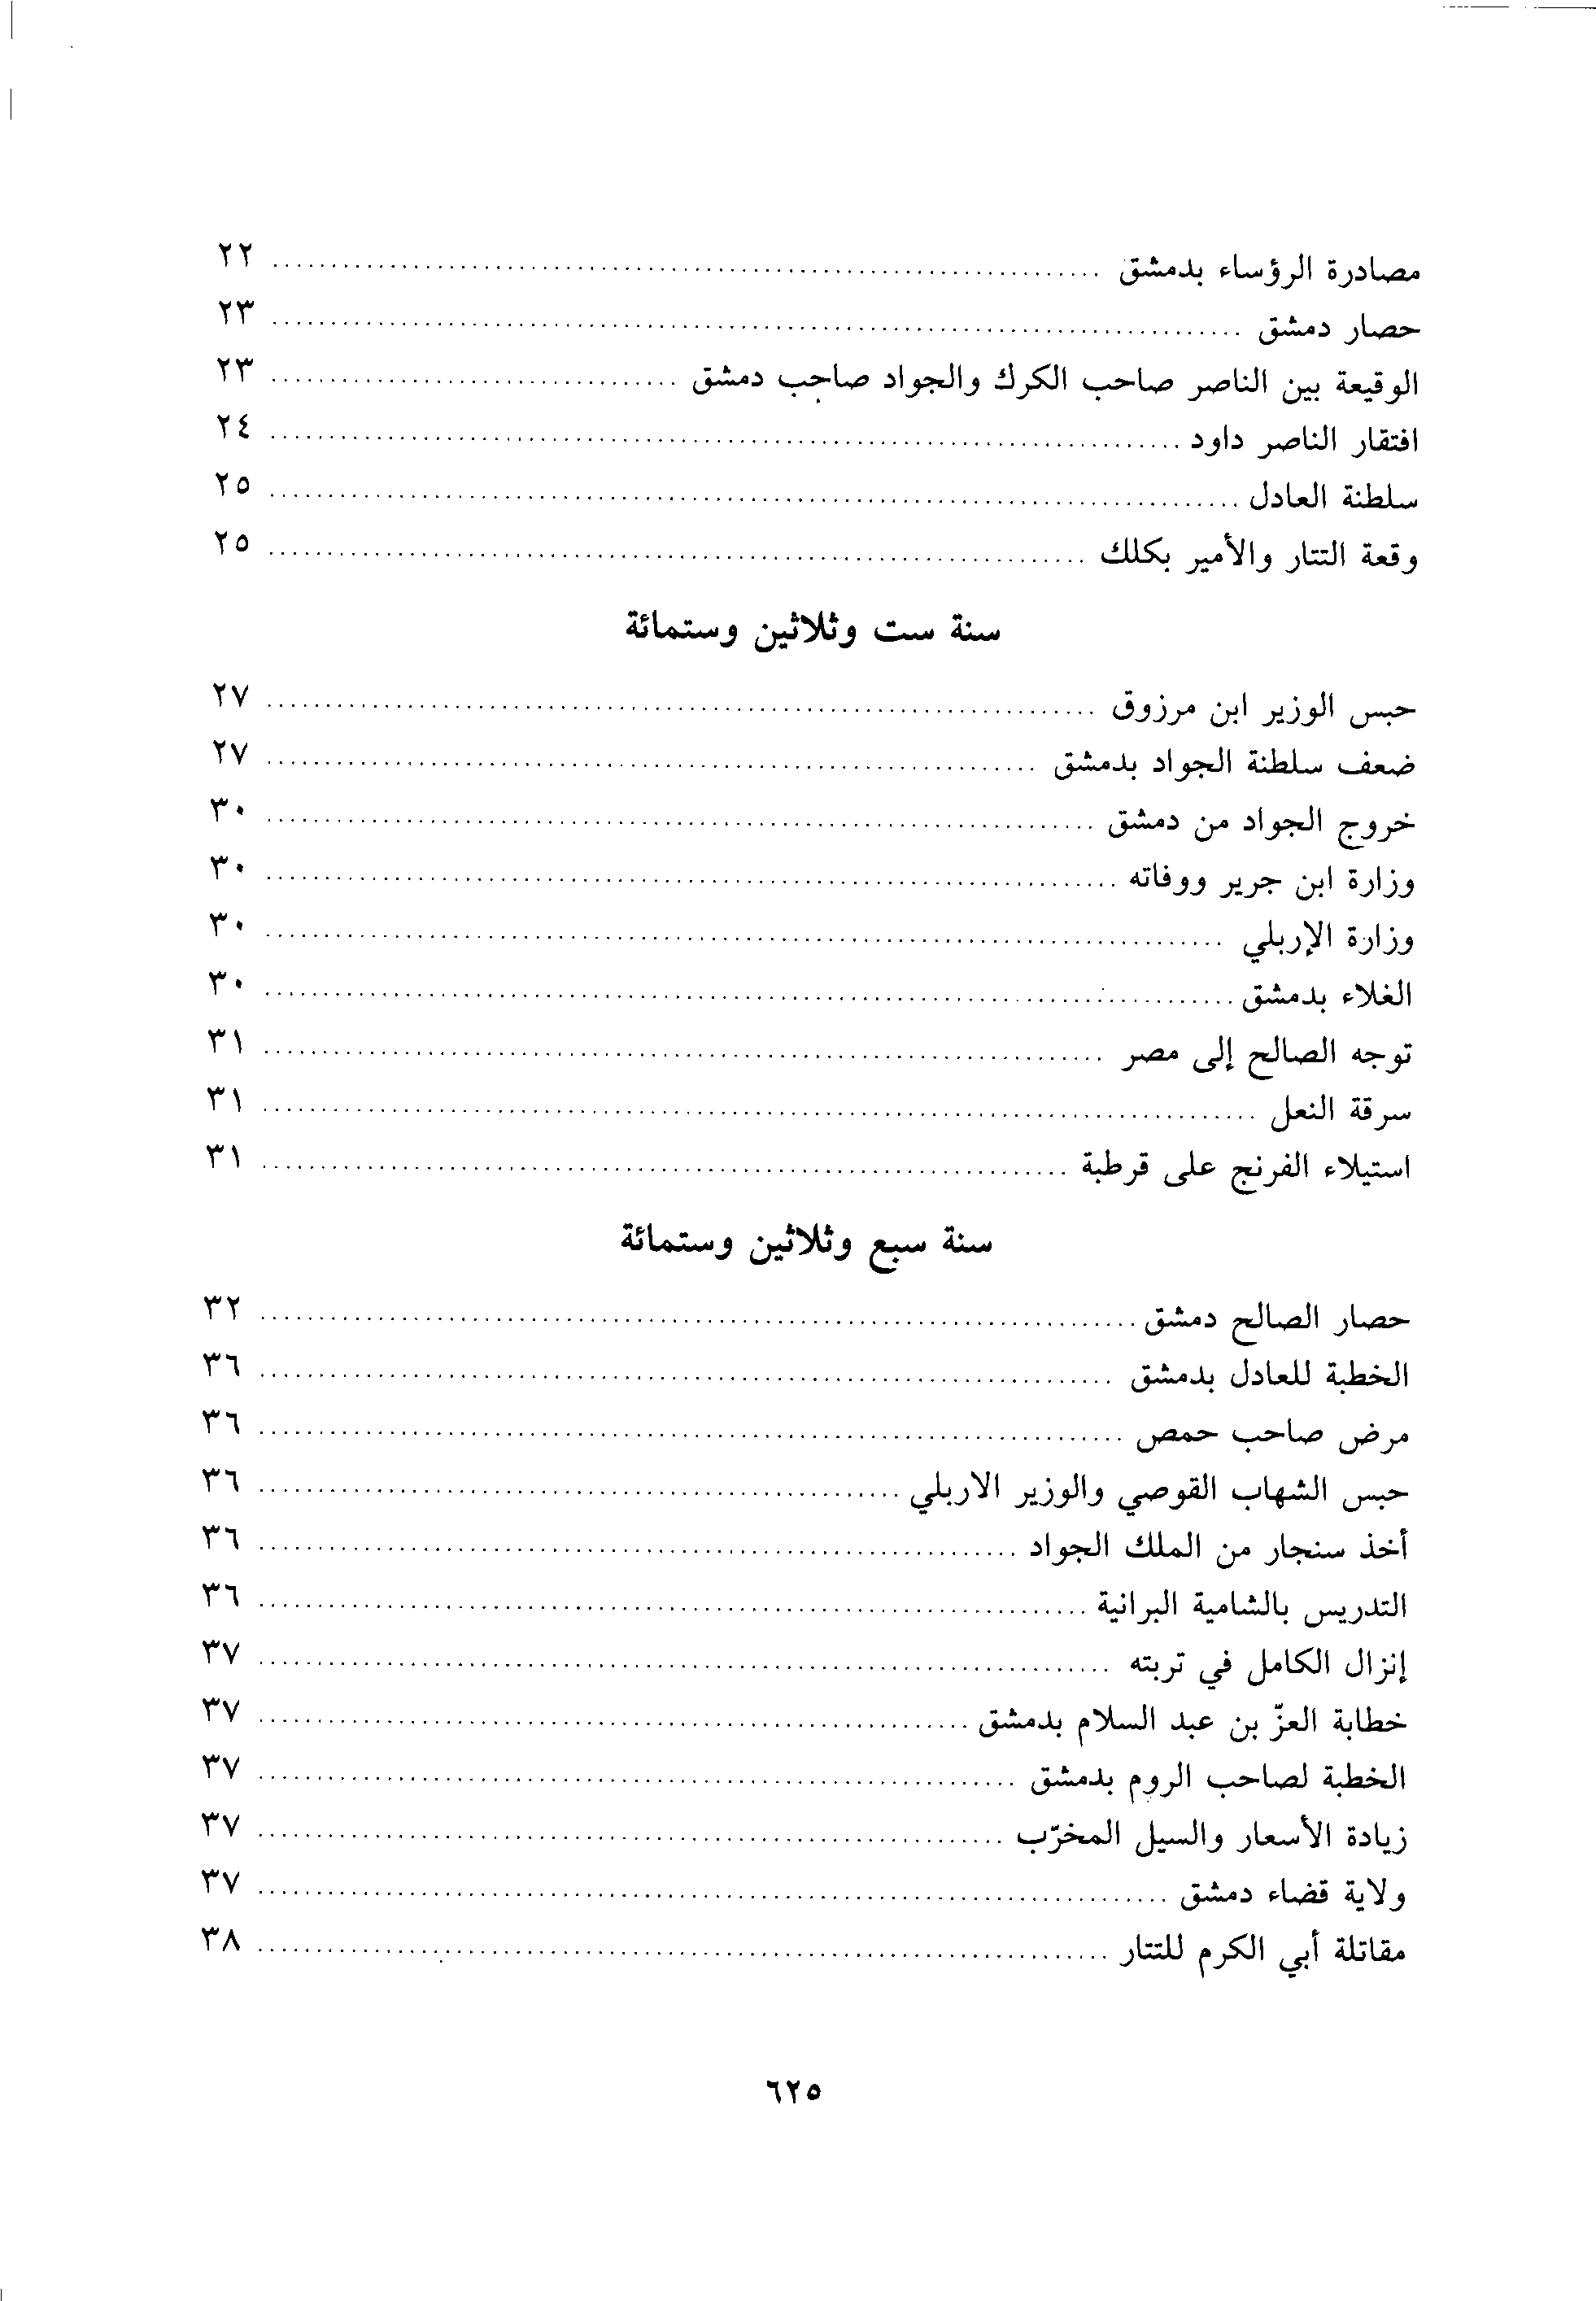 مصادرة الرؤساء بدمشق ........ ٢٢
حصار دمشق ........ ٢٣
الوقيعة بين الناصر صاحب الكرك والجواد صاحب دمشق ........ ٢٣
افتقار الناصر داود ........ ٢٤
سلطنة العادل ........ ٢٥
وقعة التتار والأمير بكلك ........ ٢٥
سنة ست وثلاثين وستمائة
حبس الوزير ابن مرزوق ........ ٢٧
ضعف سلطنة الجواد بدمشق ........ ٢٧
خروج الجواد من دمشق ........ ٣٠
وزارة ابن جرير ووفاته ........ ٣٠
وزارة الإربلي ........ ٣٠
الغلاء بدمشق ........ ٣٠
توجه الصالح إلى مصر ........ ٣١
سرقة النعل ........ ٣١
استيلاء الفرنج على قرطبة ........ ٣١
سنة سبع وثلاثين وستمائة
حصار الصالح دمشق ........ ٣٢
الخطبة للعادل بدمشق ........ ٣٦
مرض صاحب حمص ........ ٣٦
حبس الشهاب القوصي والوزير الاربلي ........ ٣٦
أخذ سنجار من الملك الجواد ........ ٣٦
التدريس بالشامية البرانية ........ ٣٦
إنزال الكامل في تربته ........ ٣٧
خطابة العزّ بن عبد السلام بدمشق ........ ٣٧
الخطبة لصاحب الروم بدمشق ........ ٣٧
زيادة الأسعار والسيل المخرّب ........ ٣٧
ولاية قضاء دمشق ........ ٣٧
مقاتلة أبي الكرم للتتار ........ ٣٨
٦٢٥